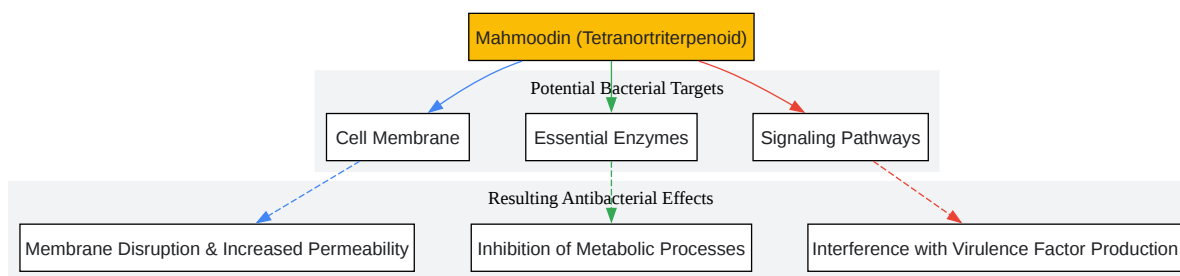 Mahmoodin (Tetranortriterpenoid)
Potential Bacterial Targets
Cell Membrane
Essential Enzymes
Signaling Pathways
Resulting Antibacterial Effects
Membrane Disruption & Increased Permeability
Inhibition of Metabolic Processes
Interference with Virulence Factor Production